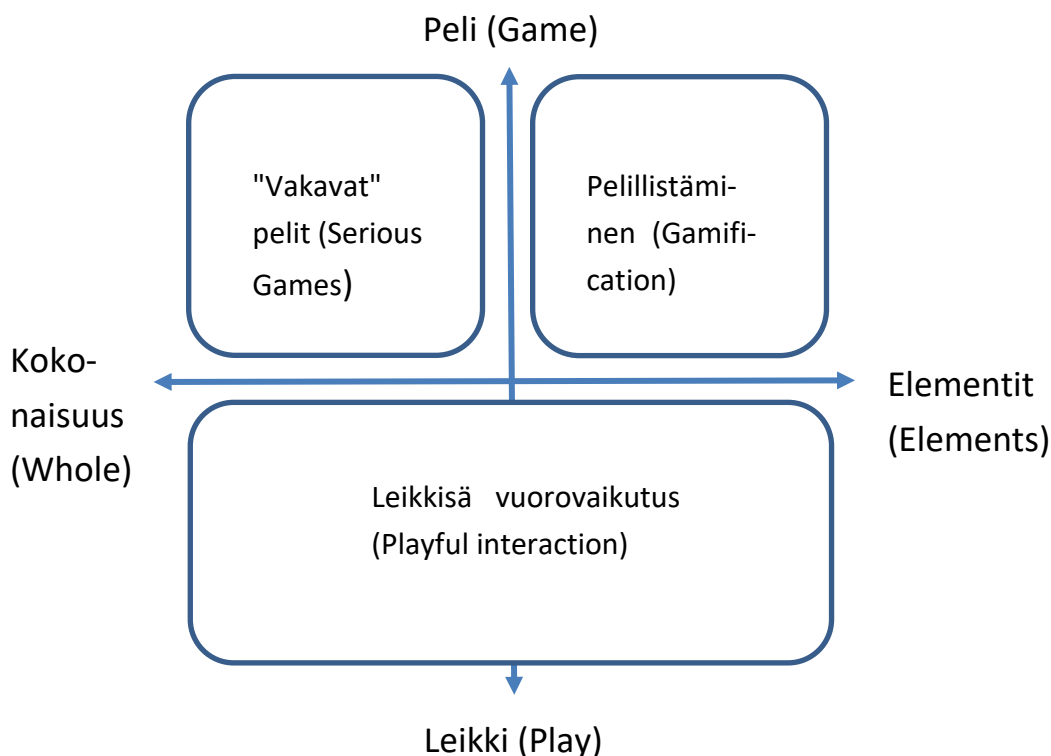 Peli (Game)
"Vakavat"
pelit (Serious
Games)
Pelillistämi-
nen (Gamifi-
cation)
Koko-
naisuus
(Whole)
Elementit
(Elements)
Leikkisä vuorovaikutus
(Playful interaction)
Leikki (Play)